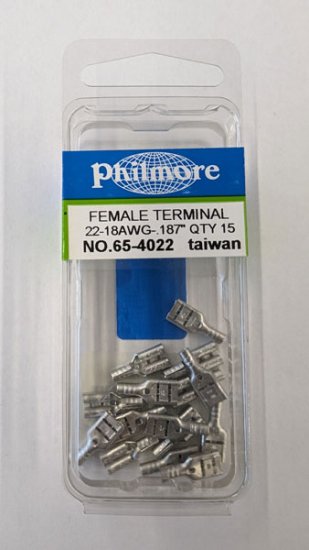 Philmore
FEMALE TERMINAL
22-18AWG-.187" QTY 15
NO.65-4022 taiwan